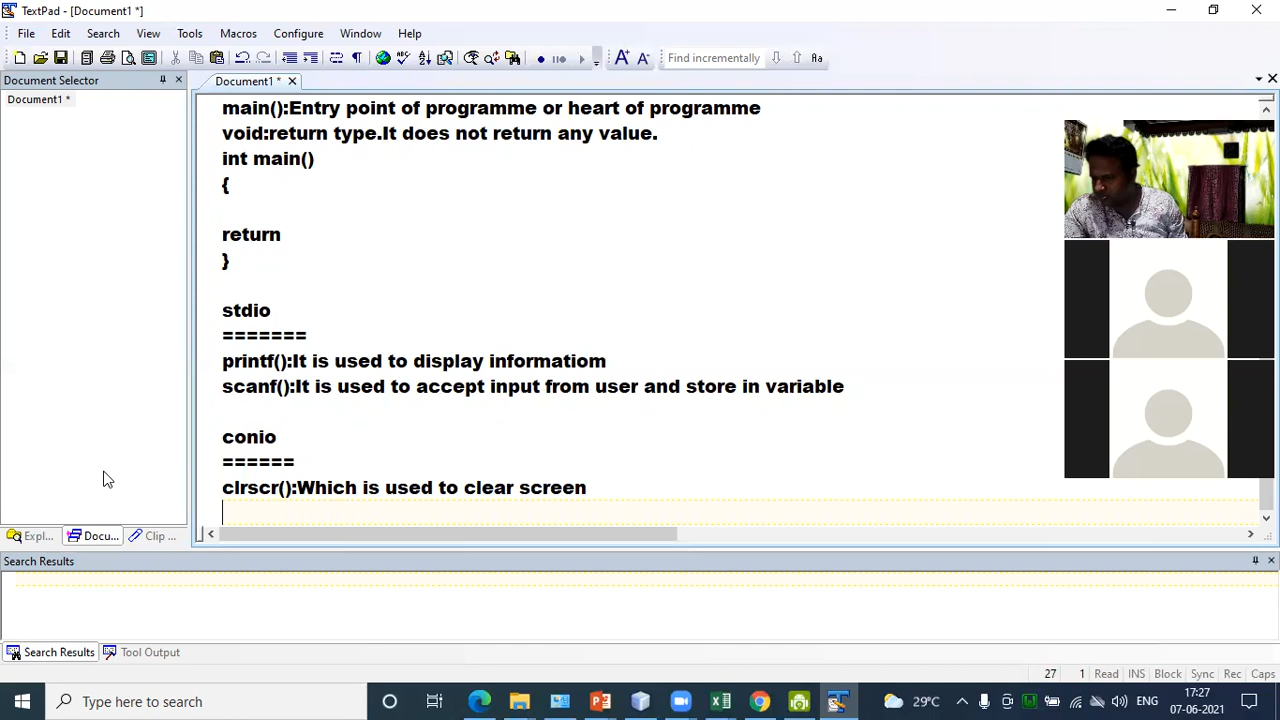 TextPad - [Document1 *]
File Edit Search View Tools Macros Configure Window Help
Find incrementally
Document Selector
Document1 *
Document1 *
main():Entry point of programme or heart of programme
void:return type.It does not return any value.
int main()
{
return
}
stdio
=======
printf():It is used to display informatiom
scanf():It is used to accept input from user and store in variable
conio
======
clrscr():Which is used to clear screen
Expl... Docu... Clip ...
Search Results
Search Results Tool Output
27 1 Read INS Block Sync Rec Caps
Type here to search
29°C ENG 17:27
07-06-2021